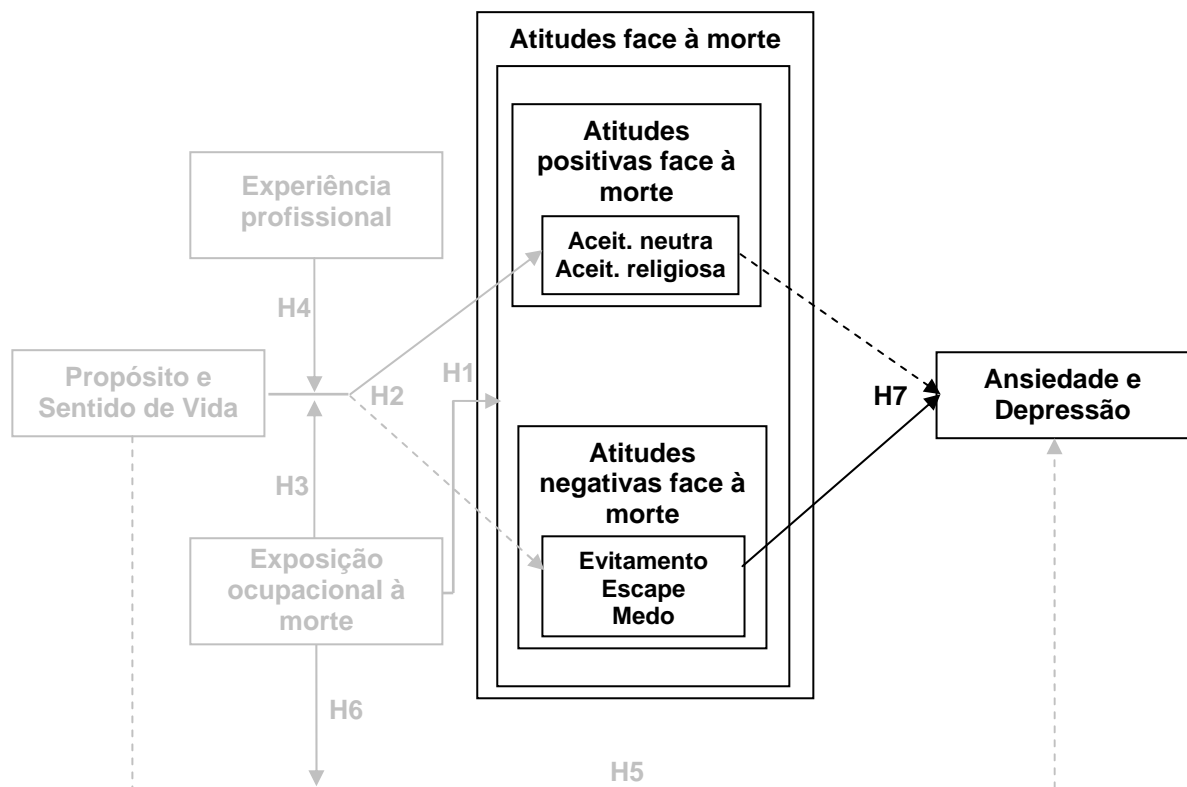 Atitudes face à morte
Atitudes
positivas face à
morte
Aceit. neutra
Aceit. religiosa
Experiência
profissional
H4
Propósito e
Sentido de Vida
H2
H1
H7
Ansiedade e
Depressão
H3
Atitudes
negativas face à
morte
Evitamento
Escape
Medo
Exposição
ocupacional à
morte
H6
H5